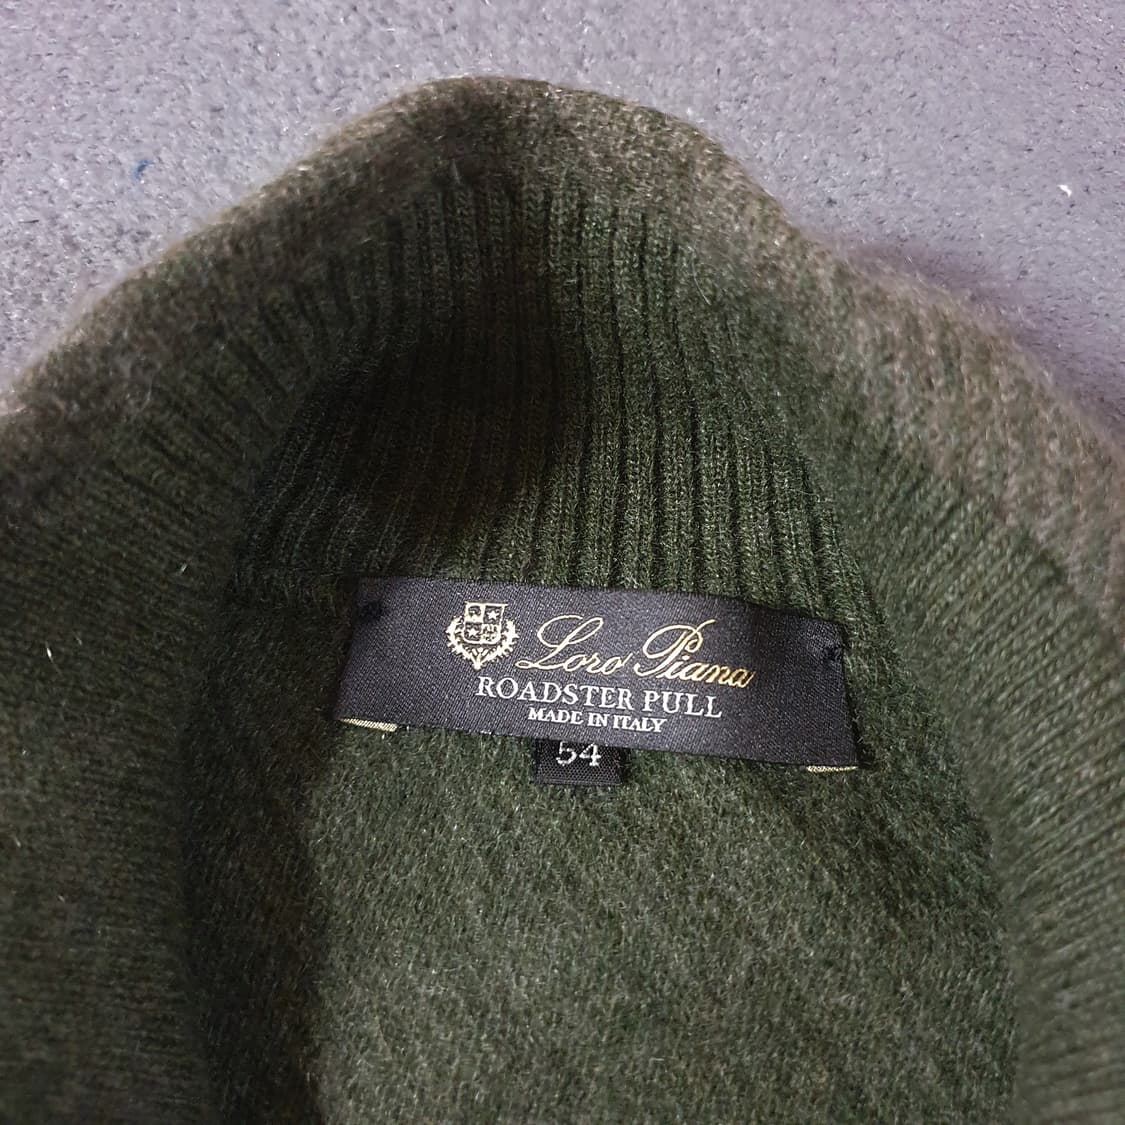 Loro Piana
ROADSTER PULL
MADE IN ITALY
54